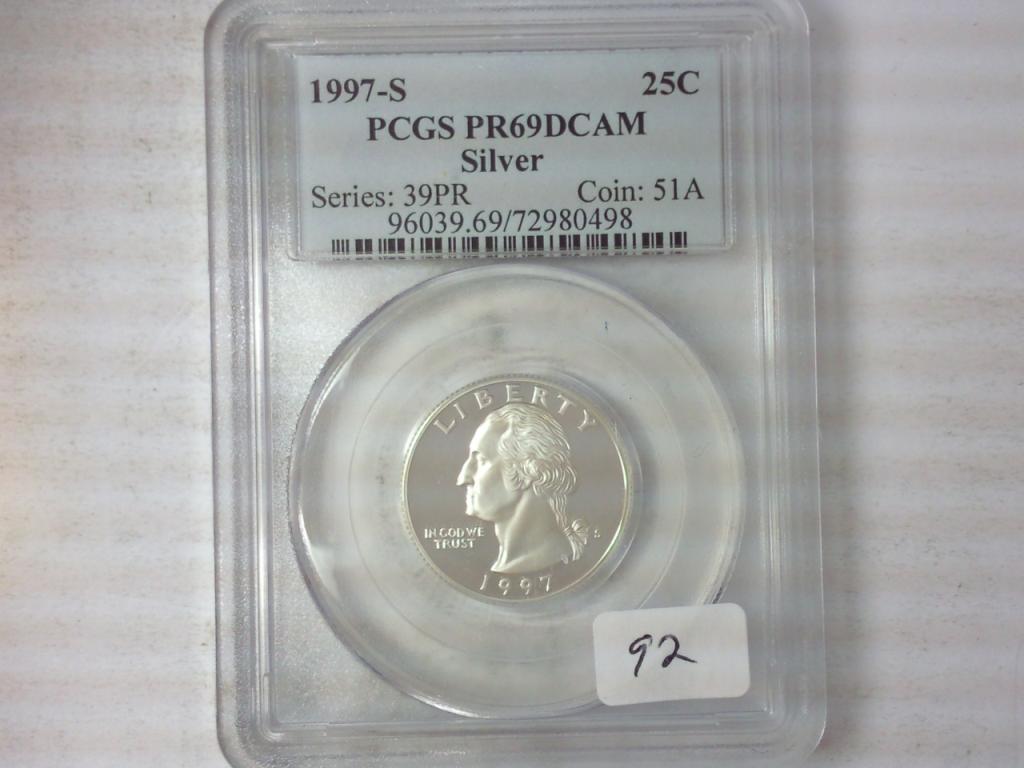 1997-S 25C
PCGS PR69DCAM
Silver
Series: 39PR Coin: 51A
96039.69/72980498
LIBERTY
IN GOD WE
TRUST
S
1997
92